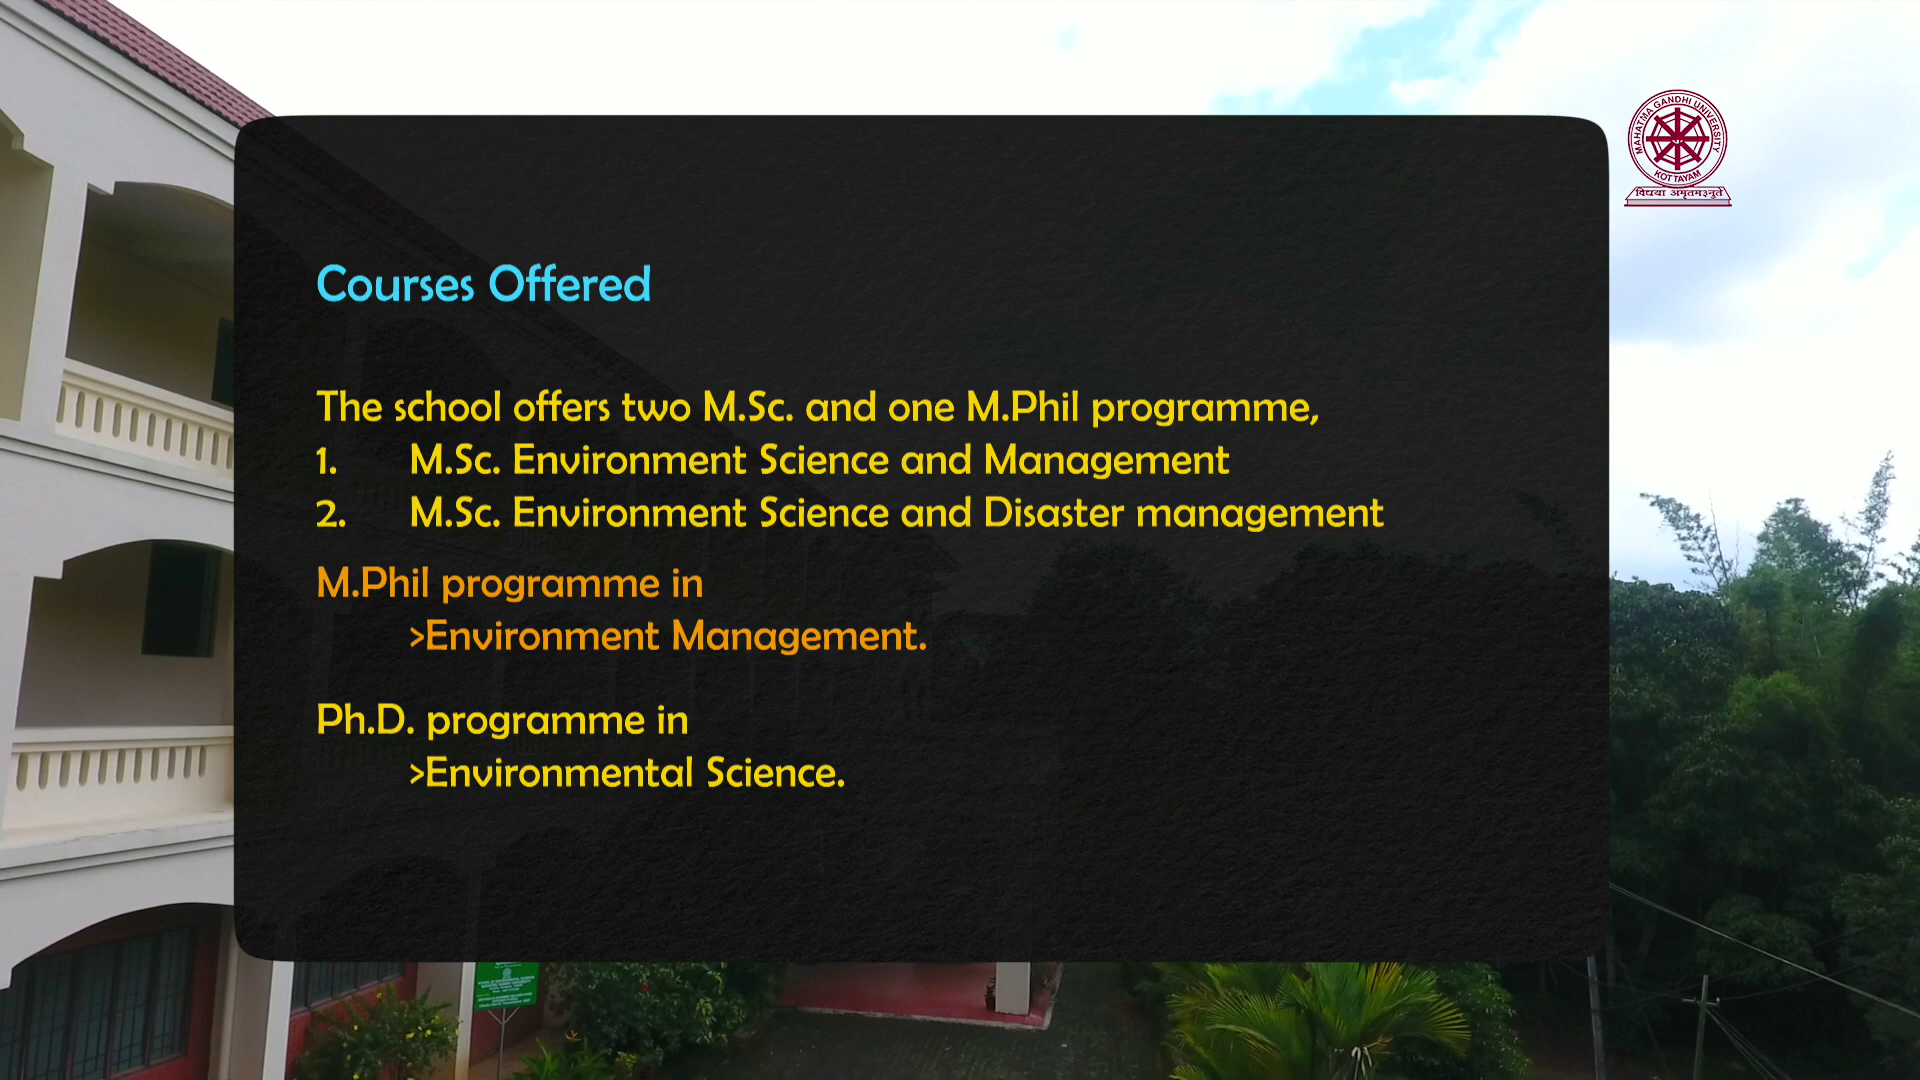 Courses Offered
The school offers two M.Sc. and one M.Phil programme,
1. M.Sc. Environment Science and Management
2. M.Sc. Environment Science and Disaster management
M.Phil programme in
>Environment Management.
Ph.D. programme in
>Environmental Science.
MAHATMA GANDHI UNIVERSITY
KOTTAYAM
विद्यया अमृतमश्नुते